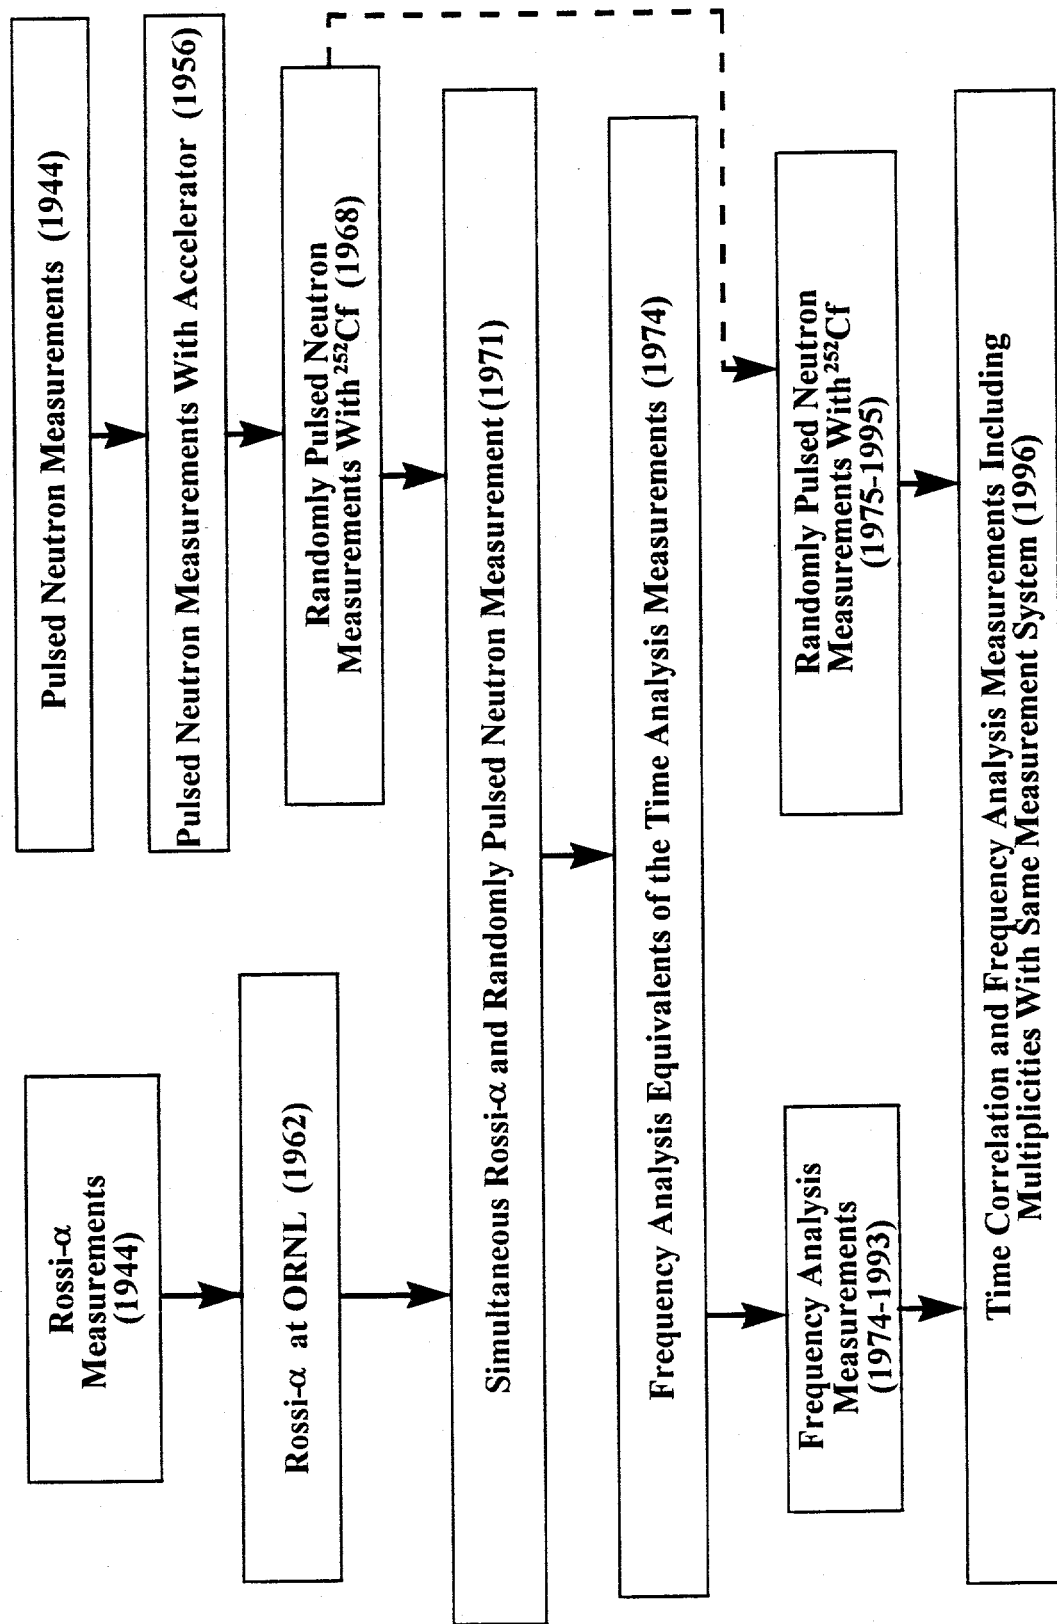 Rossi-α
Measurements
(1944)
Pulsed Neutron Measurements (1944)
Pulsed Neutron Measurements With Accelerator (1956)
Rossi-α at ORNL (1962)
Randomly Pulsed Neutron
Measurements With ²⁵²Cf (1968)
Simultaneous Rossi-α and Randomly Pulsed Neutron Measurement (1971)
Frequency Analysis Equivalents of the Time Analysis Measurements (1974)
Frequency Analysis
Measurements
(1974-1993)
Randomly Pulsed Neutron
Measurements With ²⁵²Cf
(1975-1995)
Time Correlation and Frequency Analysis Measurements Including
Multiplicities With Same Measurement System (1996)